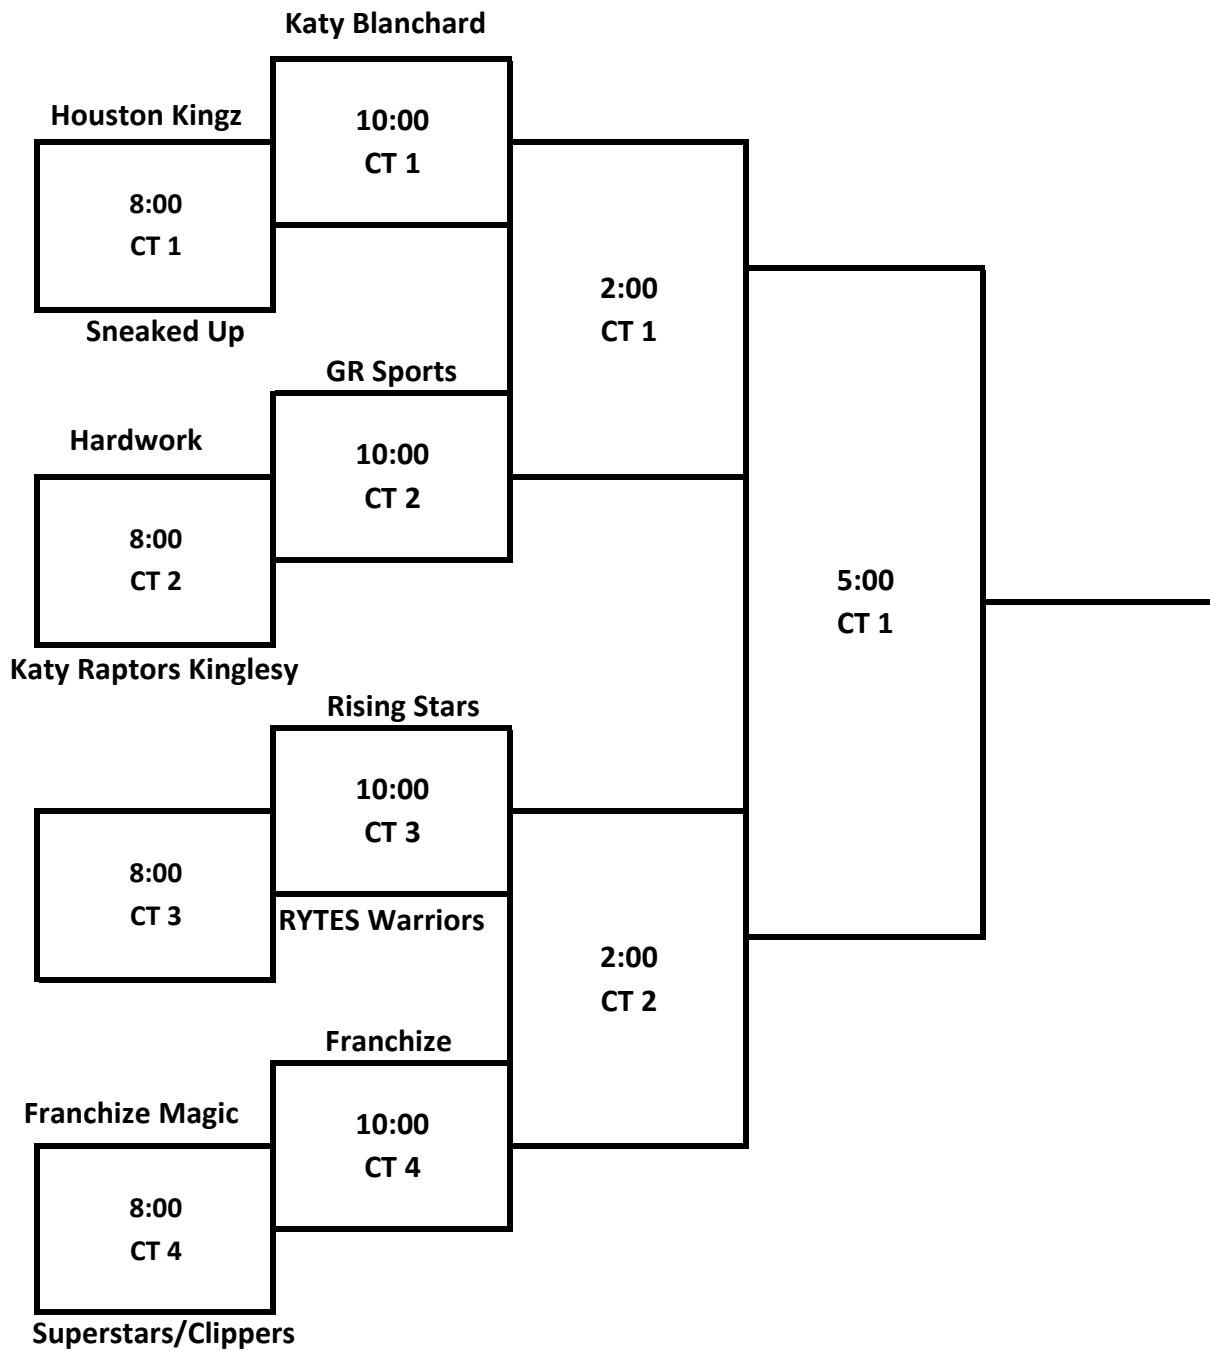 Katy Blanchard
Houston Kingz
10:00
CT 1
8:00
CT 1
Sneaked Up
2:00
CT 1
GR Sports
Hardwork
10:00
CT 2
8:00
CT 2
5:00
CT 1
Katy Raptors Kinglesy
Rising Stars
10:00
CT 3
8:00
CT 3
RYTES Warriors
2:00
CT 2
Franchize
Franchize Magic
10:00
CT 4
8:00
CT 4
Superstars/Clippers